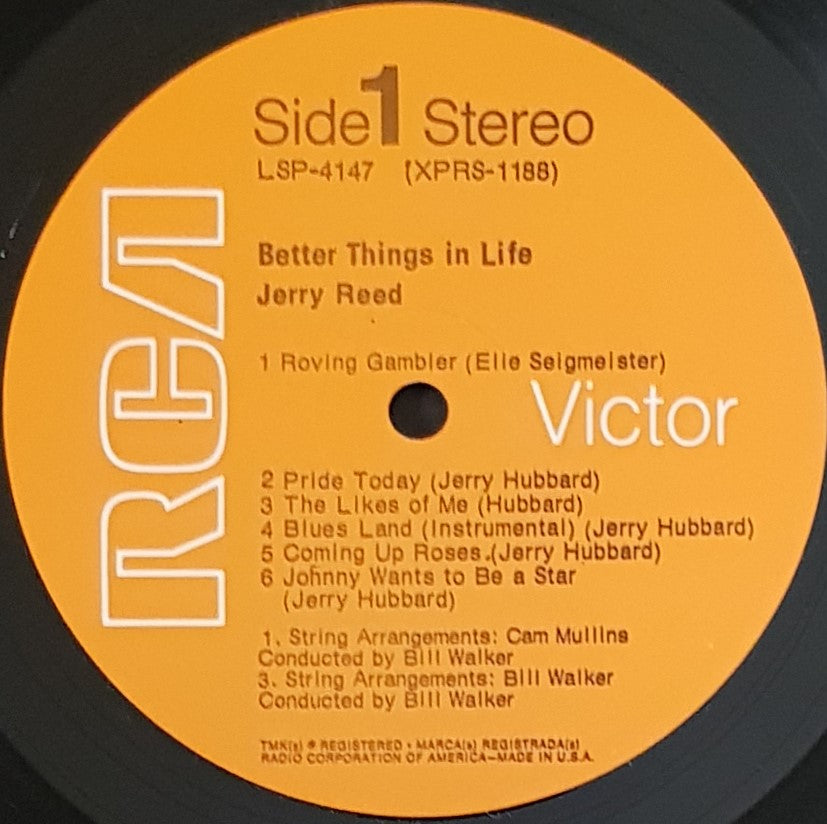 Side 1 Stereo
LSP-4147 (XPRS-1188)
RCA
Better Things in Life
Jerry Reed
1 Roving Gambler (Elie Seigmeister)
Victor
2 Pride Today (Jerry Hubbard)
3 The Likes of Me (Hubbard)
4 Blues Land (Instrumental) (Jerry Hubbard)
5 Coming Up Roses.(Jerry Hubbard)
6 Johnny Wants to Be a Star
(Jerry Hubbard)
1. String Arrangements: Cam Mullins
Conducted by Bill Walker
3. String Arrangements: Bill Walker
Conducted by Bill Walker
TMK(s) ® REGISTERED • MARCA(s) REGISTRADA(s)
RADIO CORPORATION OF AMERICA—MADE IN U.S.A.